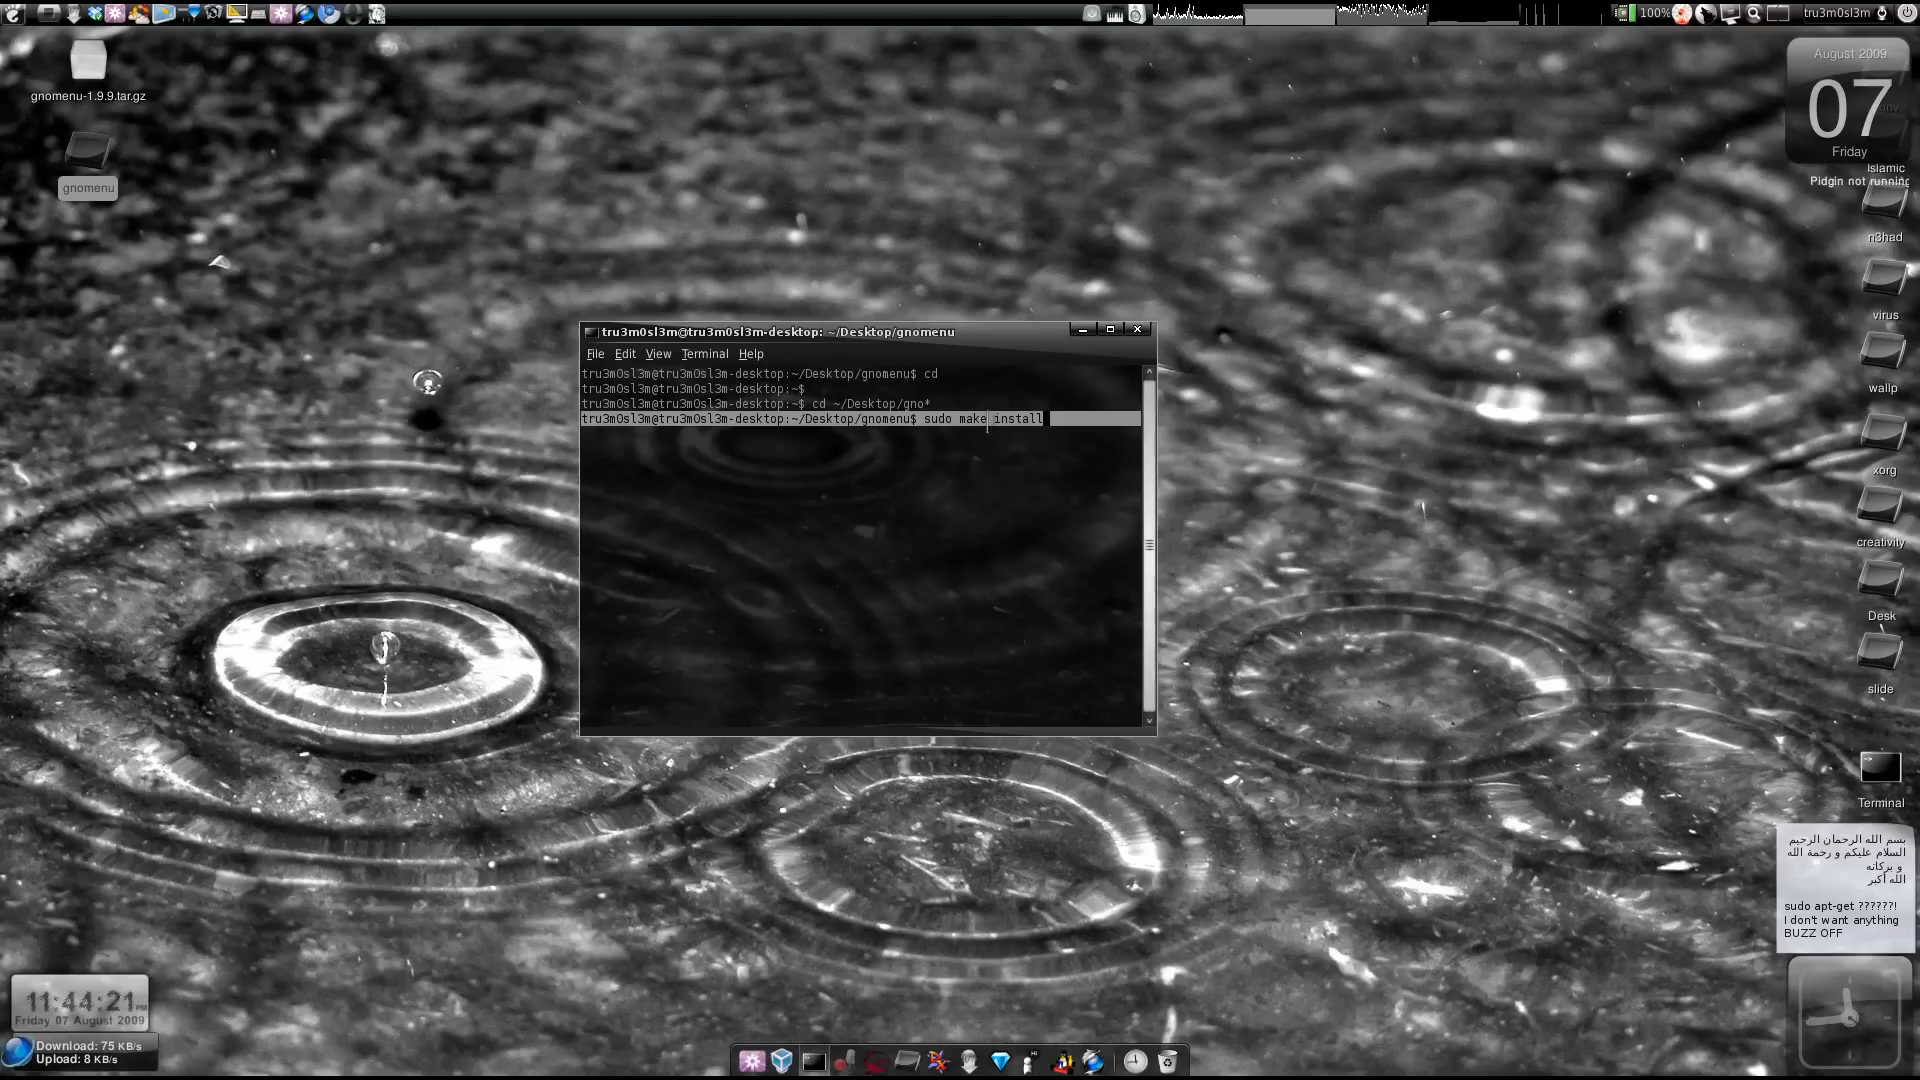 100%
tru3m0sl3m
gnomenu-1.9.9.tar.gz
gnomenu
August 2009
07
Friday
Islamic
Pidgin not running
n3had
virus
wallp
xorg
creativity
Desk
slide
Terminal
tru3m0sl3m@tru3m0sl3m-desktop: ~/Desktop/gnomenu
File Edit View Terminal Help
tru3m0sl3m@tru3m0sl3m-desktop:~/Desktop/gnomenu$ cd
tru3m0sl3m@tru3m0sl3m-desktop:~$
tru3m0sl3m@tru3m0sl3m-desktop:~$ cd ~/Desktop/gno*
tru3m0sl3m@tru3m0sl3m-desktop:~/Desktop/gnomenu$ sudo make install
بسم الله الرحمان الرحيم
السلام عليكم و رحمة الله
و بركاته
الله أكبر
sudo apt-get ??????!
I don't want anything
BUZZ OFF
11:44:21 PM
Friday 07 August 2009
Download: 75 KB/s
Upload: 8 KB/s